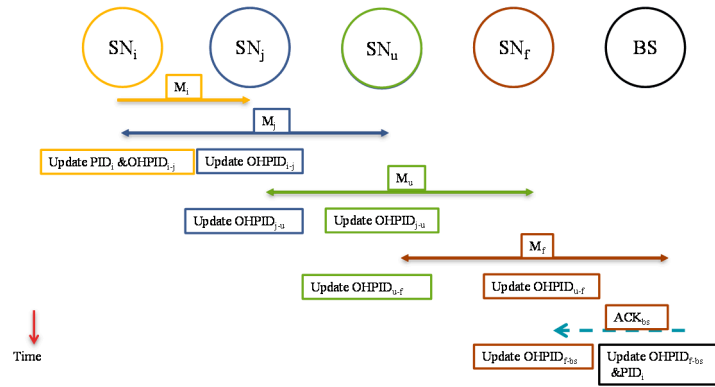 SNi SNj SNu SNf BS
Mi
Mj
Update PIDi &OHPIDi-j Update OHPIDi-j
Mu
Update OHPIDj-u Update OHPIDj-u
Mf
Update OHPIDu-f Update OHPIDu-f
ACKbs
Time
Update OHPIDf-bs Update OHPIDf-bs
&PIDi